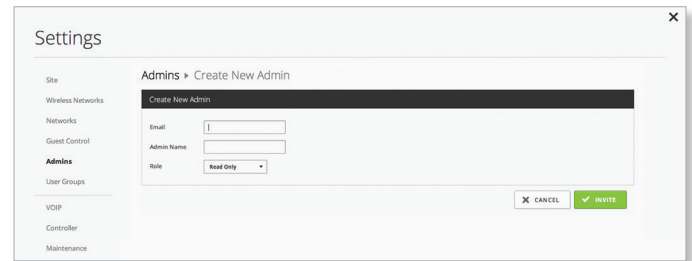 Settings
Site
Wireless Networks
Networks
Guest Control
Admins
User Groups
VOIP
Controller
Maintenance
Admins ▸ Create New Admin
Create New Admin
Email
Admin Name
Role Read Only
CANCEL INVITE